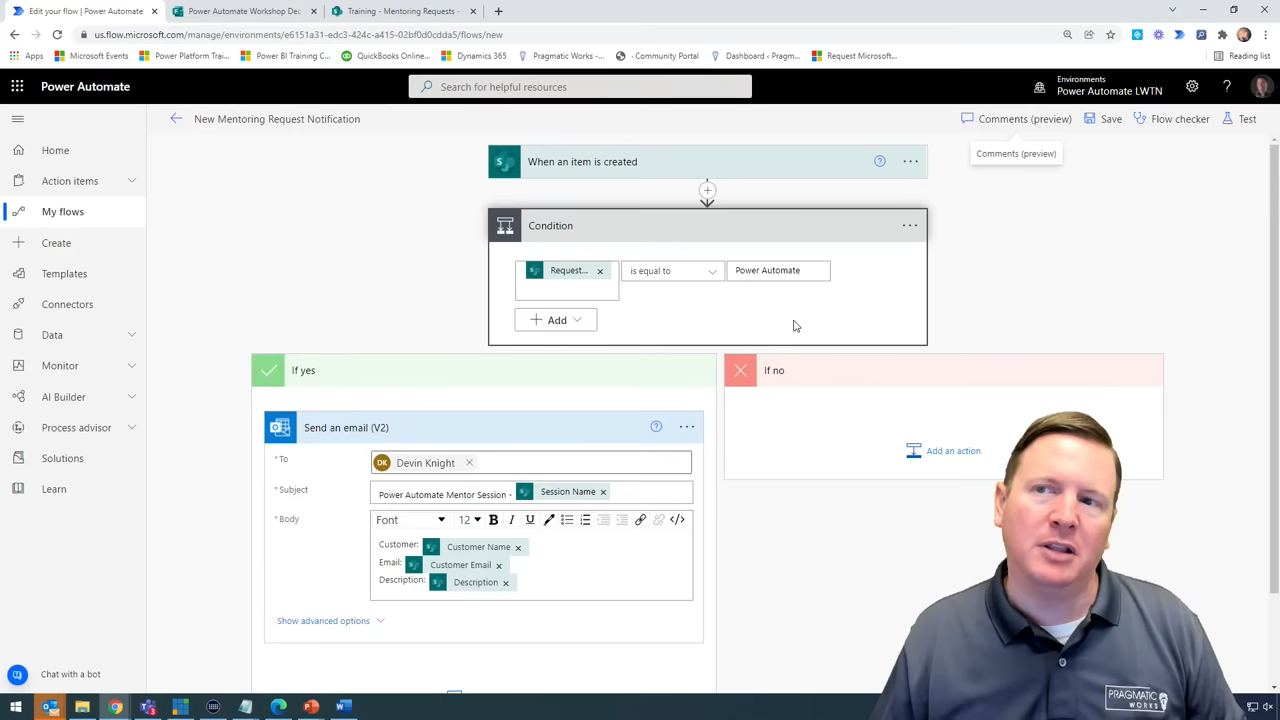 Edit your flow | Power Automate
Power Automate Workshop Dec
Training - Mentoring Requests -
us.flow.microsoft.com/manage/environments/e6151a31-edc3-424c-a415-02bf0d0cdda5/flows/new
Apps
Microsoft Events
Power Platform Trai...
Power BI Training C...
QuickBooks Online...
Dynamics 365
Pragmatic Works -...
- Community Portal
Dashboard ‹ Pragm...
Request Microsoft...
Reading list
Power Automate
Search for helpful resources
Environments
Power Automate LWTN
New Mentoring Request Notification
Comments (preview)
Save
Flow checker
Test
Comments (preview)
Home
Action items
My flows
Create
Templates
Connectors
Data
Monitor
AI Builder
Process advisor
Solutions
Learn
Chat with a bot
When an item is created
Condition
Request...
is equal to
Power Automate
Add
If yes
If no
Send an email (V2)
Add an action
* To
DK Devin Knight
* Subject
Power Automate Mentor Session - Session Name
* Body
Font 12 B I U </>
Customer: Customer Name
Email: Customer Email
Description: Description
Show advanced options
PRAGMATIC
WORKS